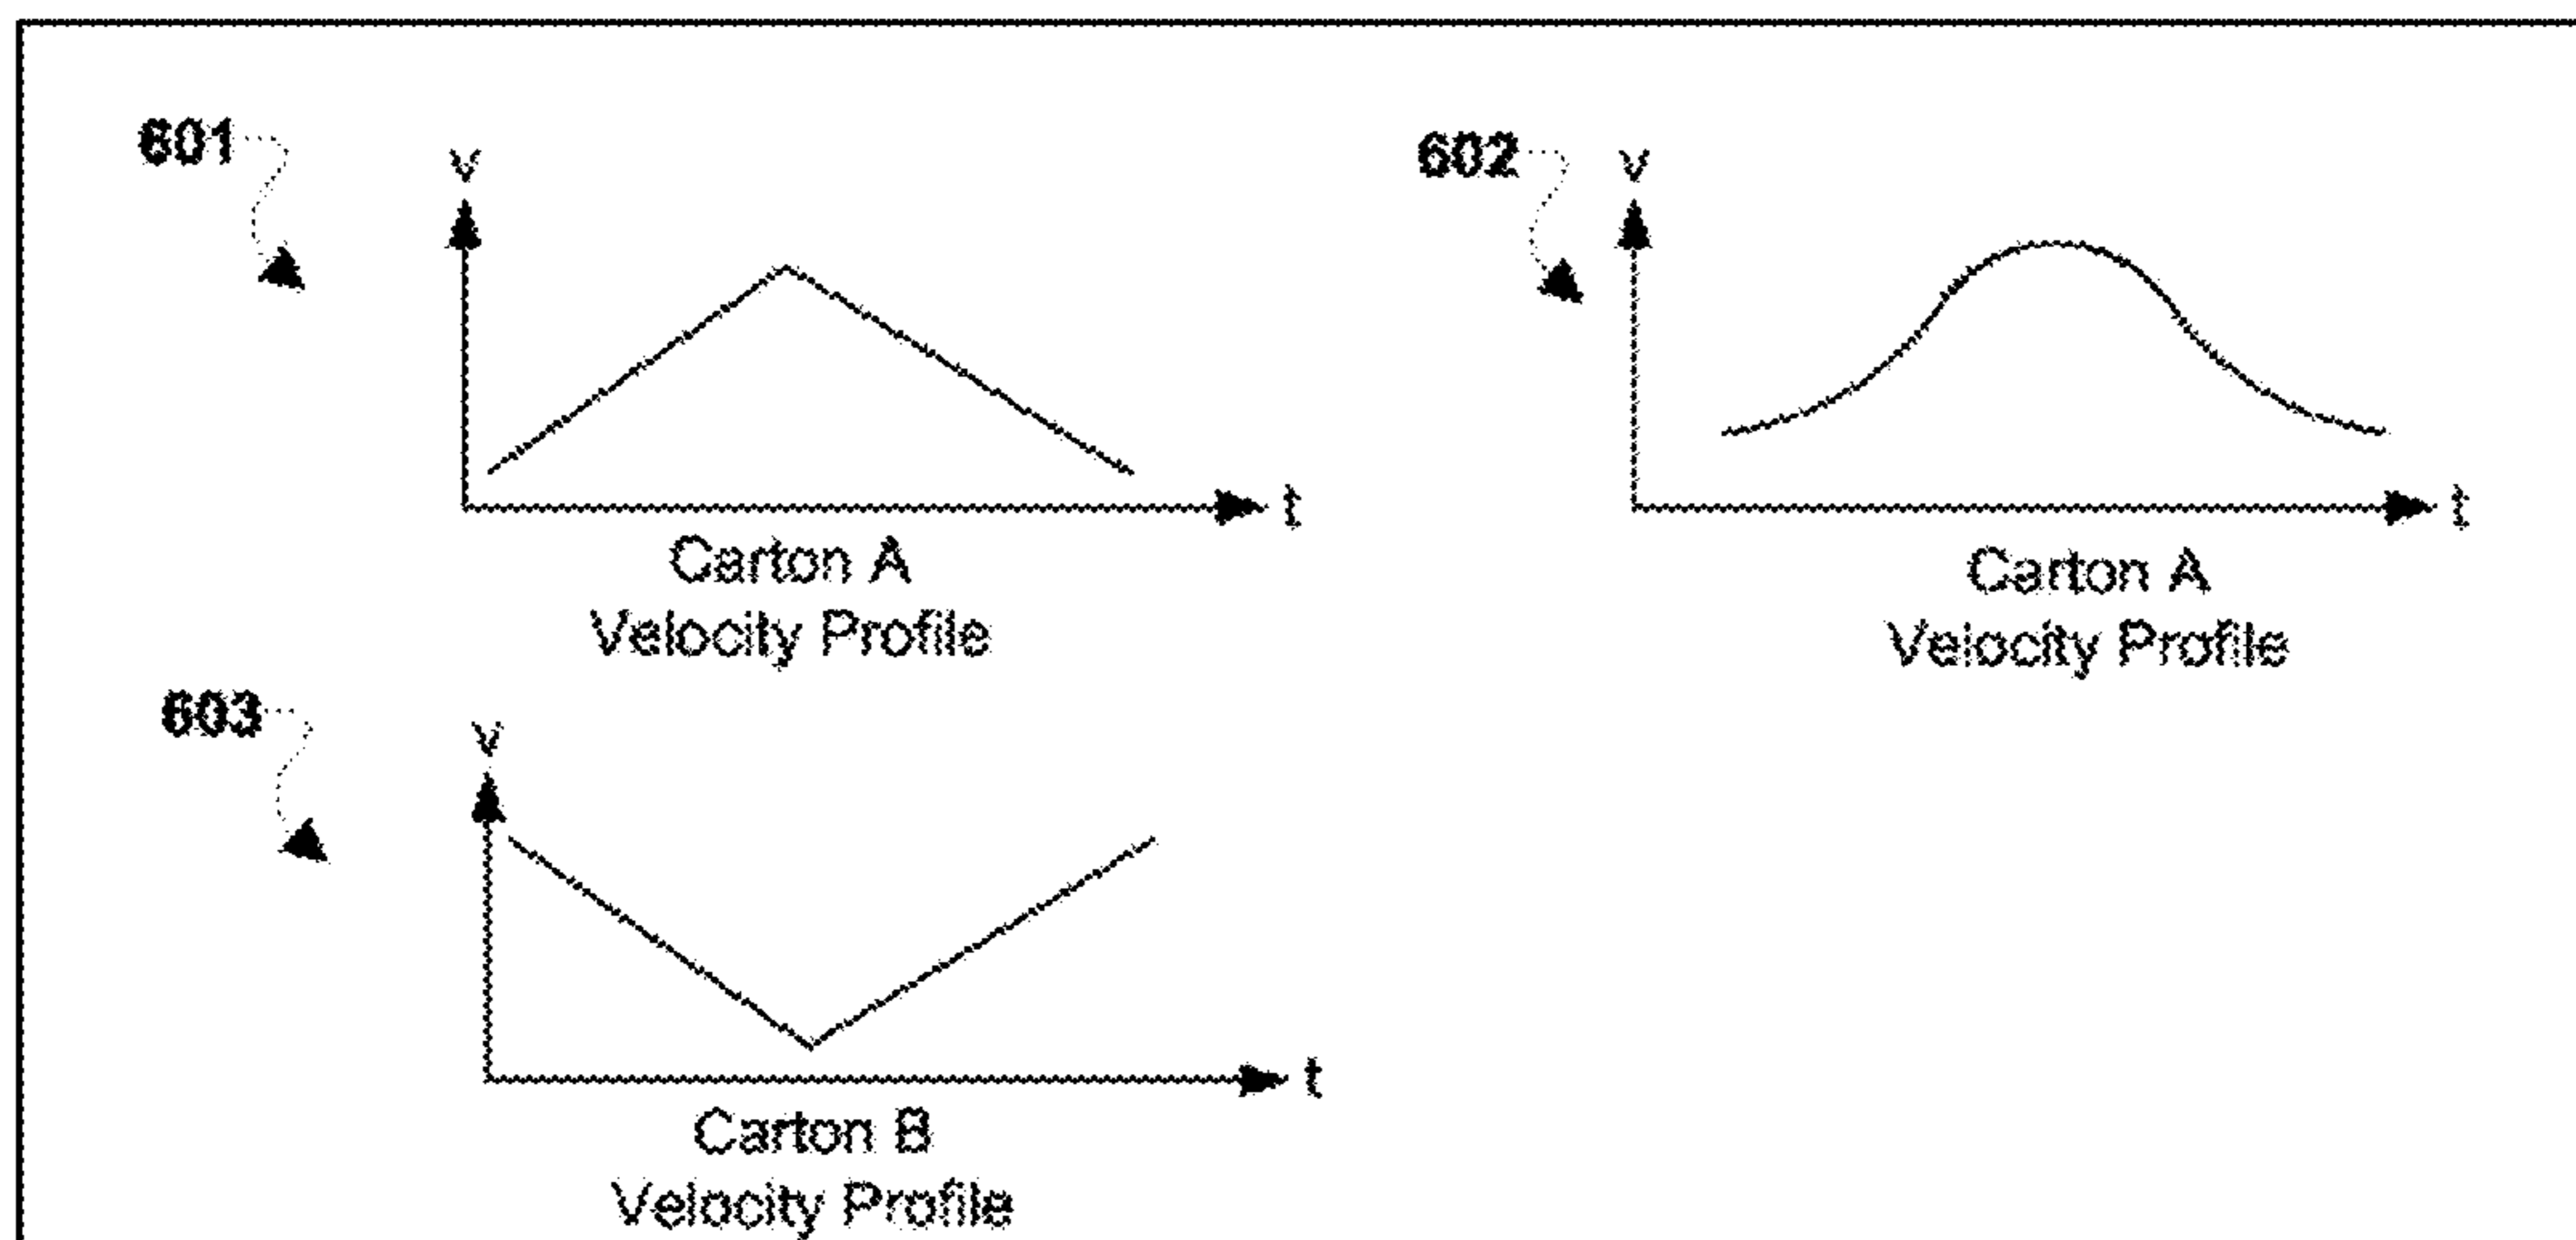 601
v
602
v
t
t
Carton A
Velocity Profile
Carton A
Velocity Profile
603
v
t
Carton B
Velocity Profile